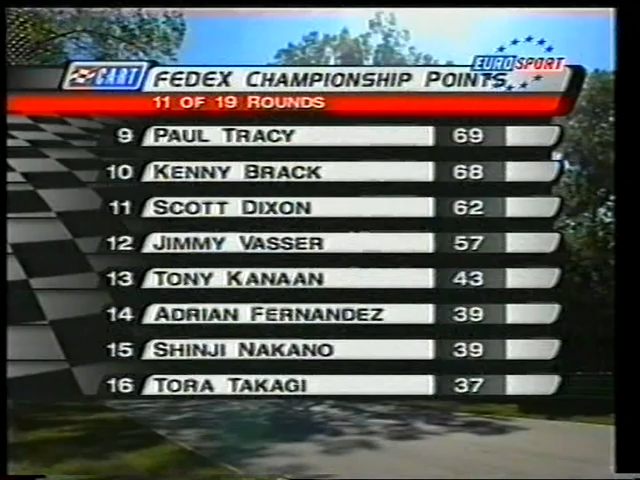 CART FEDEX CHAMPIONSHIP POINTS
EUROSPORT
11 OF 19 ROUNDS
9 PAUL TRACY 69
10 KENNY BRACK 68
11 SCOTT DIXON 62
12 JIMMY VASSER 57
13 TONY KANAAN 43
14 ADRIAN FERNANDEZ 39
15 SHINJI NAKANO 39
16 TORA TAKAGI 37